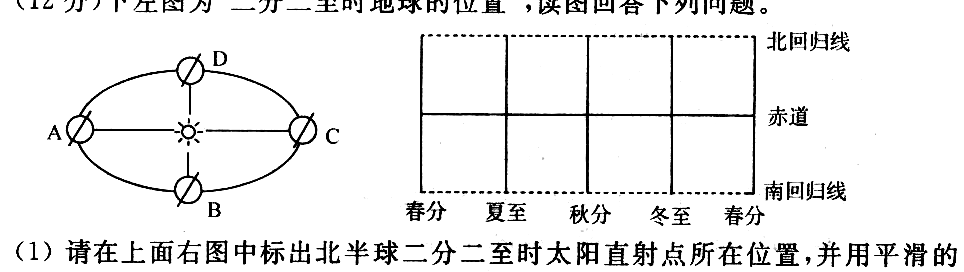 (12 分)下左图为"二分二至时地球的位置",读图回答下列问题。
北回归线
D
A
C
赤道
B
南回归线
春分 夏至 秋分 冬至 春分
(1) 请在上面右图中标出北半球二分二至时太阳直射点所在位置,并用平滑的